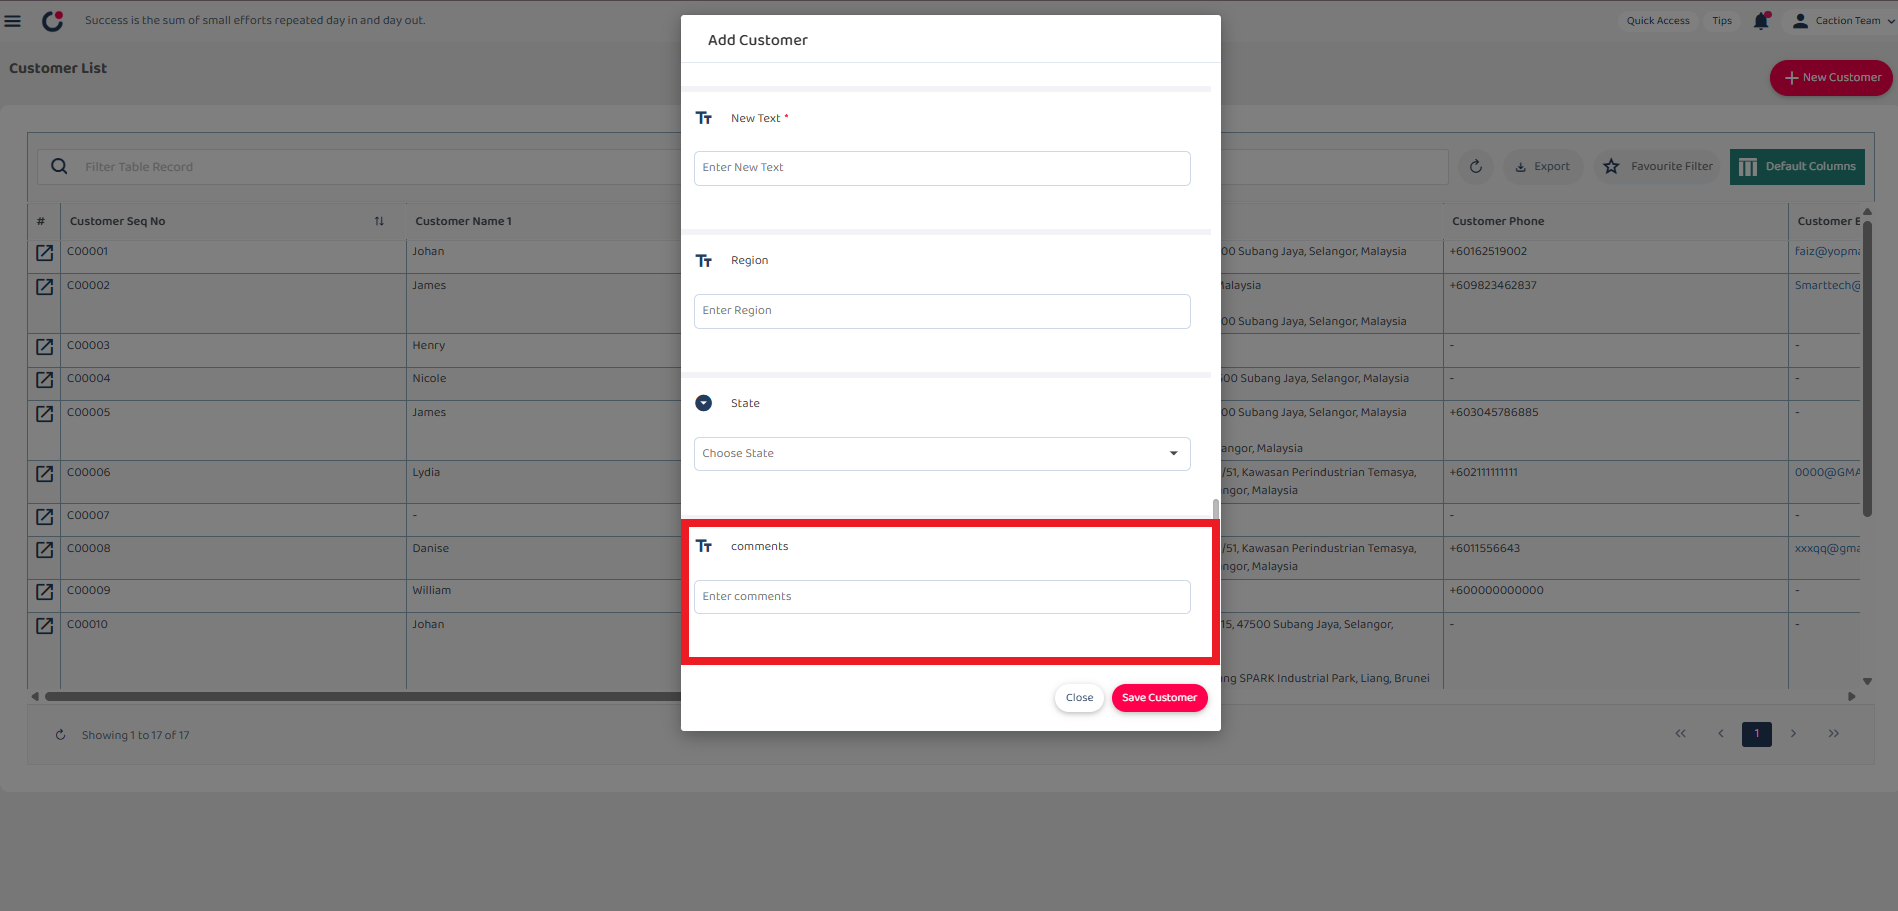 Success is the sum of small efforts repeated day in and day out.
Quick Access
Tips
Caction Team
Customer List
New Customer
Filter Table Record
Export
Favourite Filter
Default Columns
# Customer Seq No Customer Name 1 Customer Phone Customer E
C00001 Johan 00 Subang Jaya, Selangor, Malaysia +60162519002 faiz@yopma
C00002 James Malaysia +609823462837 Smarttech@
00 Subang Jaya, Selangor, Malaysia
C00003 Henry - -
C00004 Nicole 500 Subang Jaya, Selangor, Malaysia - -
C00005 James 00 Subang Jaya, Selangor, Malaysia +603045786885 -
angor, Malaysia
C00006 Lydia /51, Kawasan Perindustrian Temasya, +602111111111 0000@GMA
ngor, Malaysia
C00007 - - -
C00008 Danise /51, Kawasan Perindustrian Temasya, +6011556643 xxxqq@gma
ngor, Malaysia
C00009 William +600000000000 -
C00010 Johan 15, 47500 Subang Jaya, Selangor, - -
ng SPARK Industrial Park, Liang, Brunei
Showing 1 to 17 of 17
1
Add Customer
New Text *
Enter New Text
Region
Enter Region
State
Choose State
comments
Enter comments
Close
Save Customer